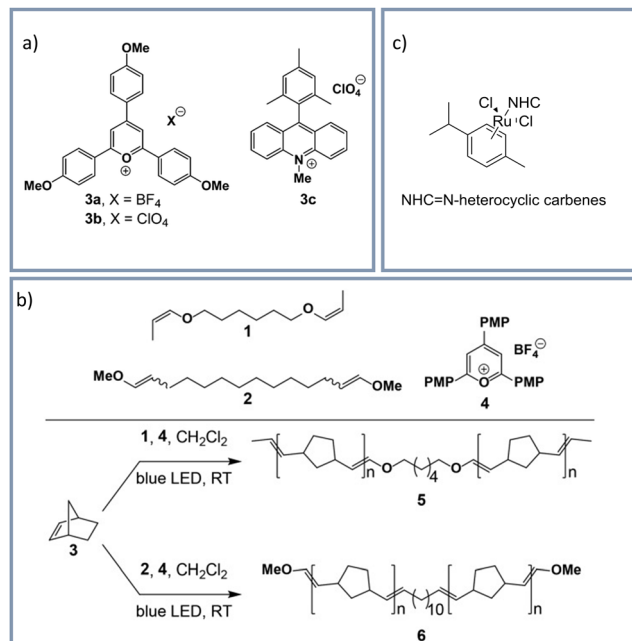 a)
OMe
X⊖
O
⊕
MeO
OMe
3a, X = BF₄
3b, X = ClO₄
ClO₄⊖
N
⊕
Me
3c
c)
Cl
NHC
Ru
Cl
NHC=N-heterocyclic carbenes
b)
O
O
1
MeO
OMe
2
PMP
BF₄⊖
PMP
O
⊕
PMP
4
1, 4, CH₂Cl₂
blue LED, RT
n
O
4
O
n
5
3
2, 4, CH₂Cl₂
blue LED, RT
MeO
n
10
n
OMe
6